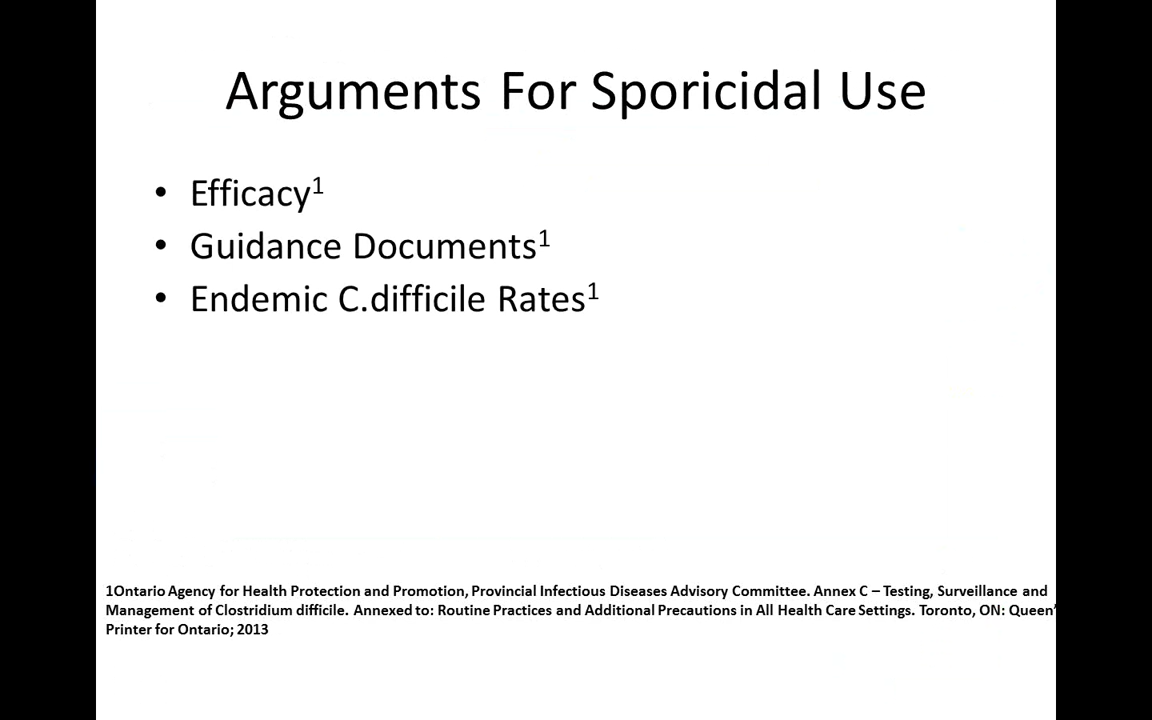 Arguments For Sporicidal Use
• Efficacy1
• Guidance Documents1
• Endemic C.difficile Rates1
1Ontario Agency for Health Protection and Promotion, Provincial Infectious Diseases Advisory Committee. Annex C – Testing, Surveillance and
Management of Clostridium difficile. Annexed to: Routine Practices and Additional Precautions in All Health Care Settings. Toronto, ON: Queen'
Printer for Ontario; 2013